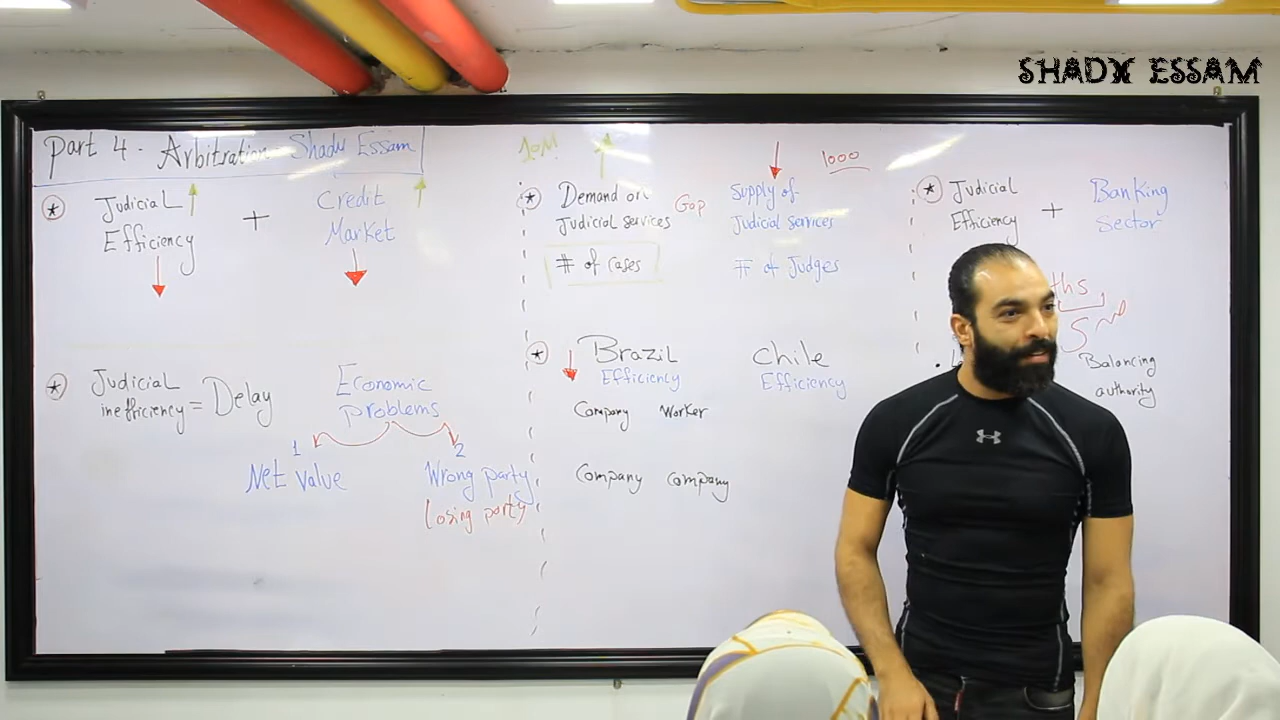 SHADY ESSAM
Part 4 - Arbitration - Shady Essam
Judicial
Efficiency
+
Credit
Market
Judicial
inefficiency = Delay
Economic
problems
1
2
Net value
Wrong party
losing party
10M
Demand on
Judicial services
# of cases
Gap
1000
Supply of
Judicial services
# of Judges
Brazil
Efficiency
Chile
Efficiency
Company Worker
Company company
Judicial
Efficiency
+
Banking
Sector
ths
5
Balancing
authority